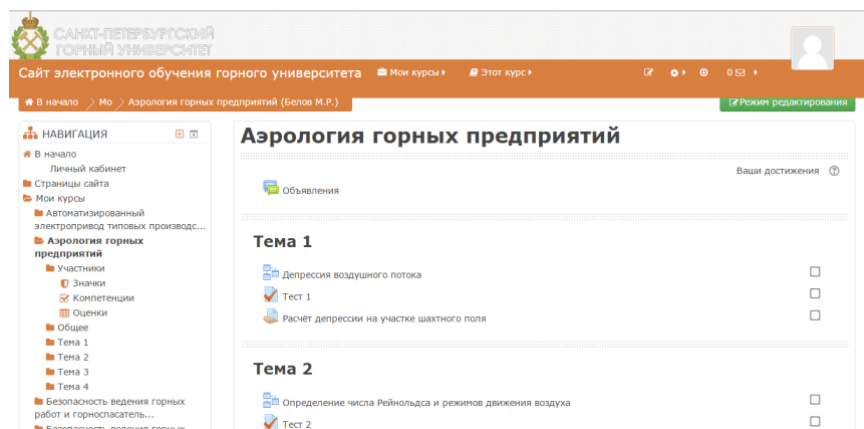 САНКТ-ПЕТЕРБУРГСКИЙ
ГОРНЫЙ УНИВЕРСИТЕТ
Сайт электронного обучения горного университета Мои курсы Этот курс 0
В начало Мо Аэрология горных предприятий (Белов М.Р.) Режим редактирования
НАВИГАЦИЯ
В начало
Личный кабинет
Страницы сайта
Мои курсы
Автоматизированный
электропривод типовых производс...
Аэрология горных
предприятий
Участники
Значки
Компетенции
Оценки
Общее
Тема 1
Тема 2
Тема 3
Тема 4
Безопасность ведения горных
работ и горноспасатель...
Безопасность ведения горных
Аэрология горных предприятий
Ваши достижения
Объявления
Тема 1
Депрессия воздушного потока
Тест 1
Расчёт депрессии на участке шахтного поля
Тема 2
Определение числа Рейнольдса и режимов движения воздуха
Тест 2